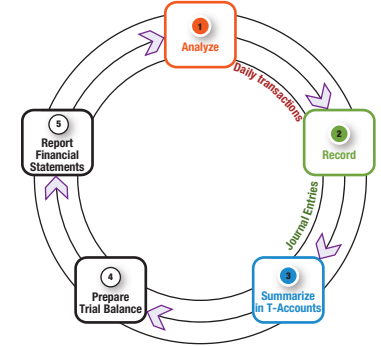 1
Analyze
Daily transactions
2
Record
Journal Entries
3
Summarize
in T-Accounts
4
Prepare
Trial Balance
5
Report
Financial
Statements